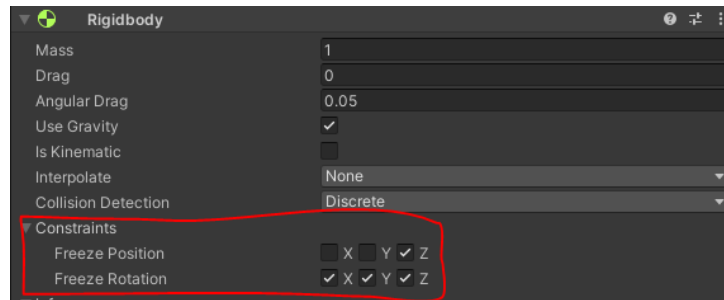 Rigidbody
Mass 1
Drag 0
Angular Drag 0.05
Use Gravity
Is Kinematic
Interpolate None
Collision Detection Discrete
Constraints
Freeze Position X Y Z
Freeze Rotation X Y Z